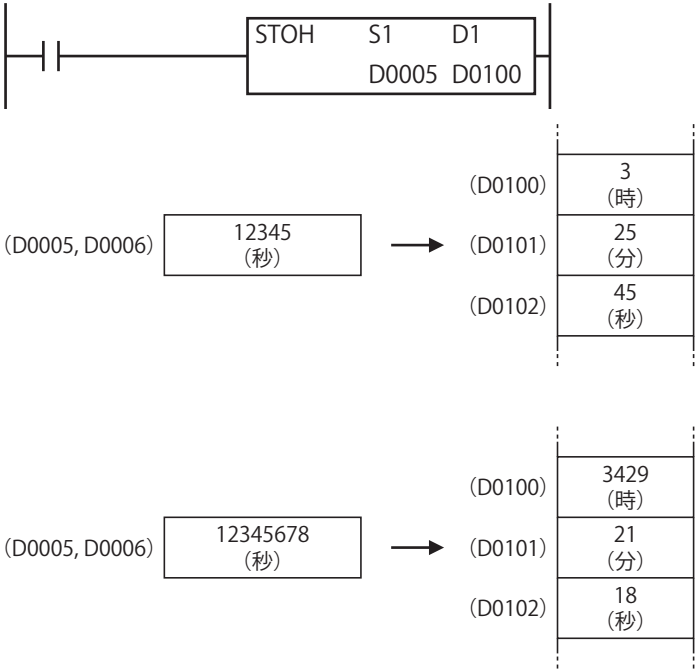 STOH S1 D1
D0005 D0100
（D0100） 3
（時）
（D0005, D0006） 12345
（秒）
（D0101） 25
（分）
（D0102） 45
（秒）
（D0100） 3429
（時）
（D0005, D0006） 12345678
（秒）
（D0101） 21
（分）
（D0102） 18
（秒）